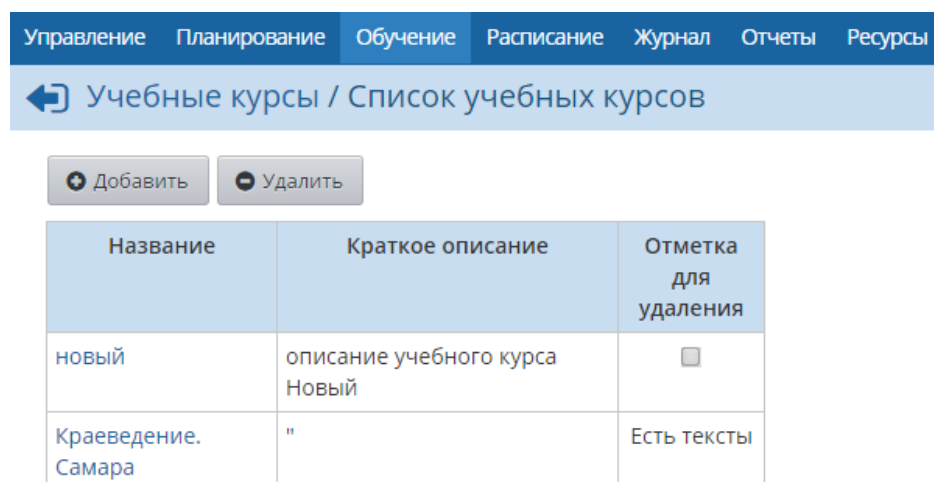 Управление Планирование Обучение Расписание Журнал Отчеты Ресурсы
Учебные курсы / Список учебных курсов
Добавить Удалить
Название Краткое описание Отметка
для
удаления
новый описание учебного курса
Новый
Краеведение. " Есть тексты
Самара